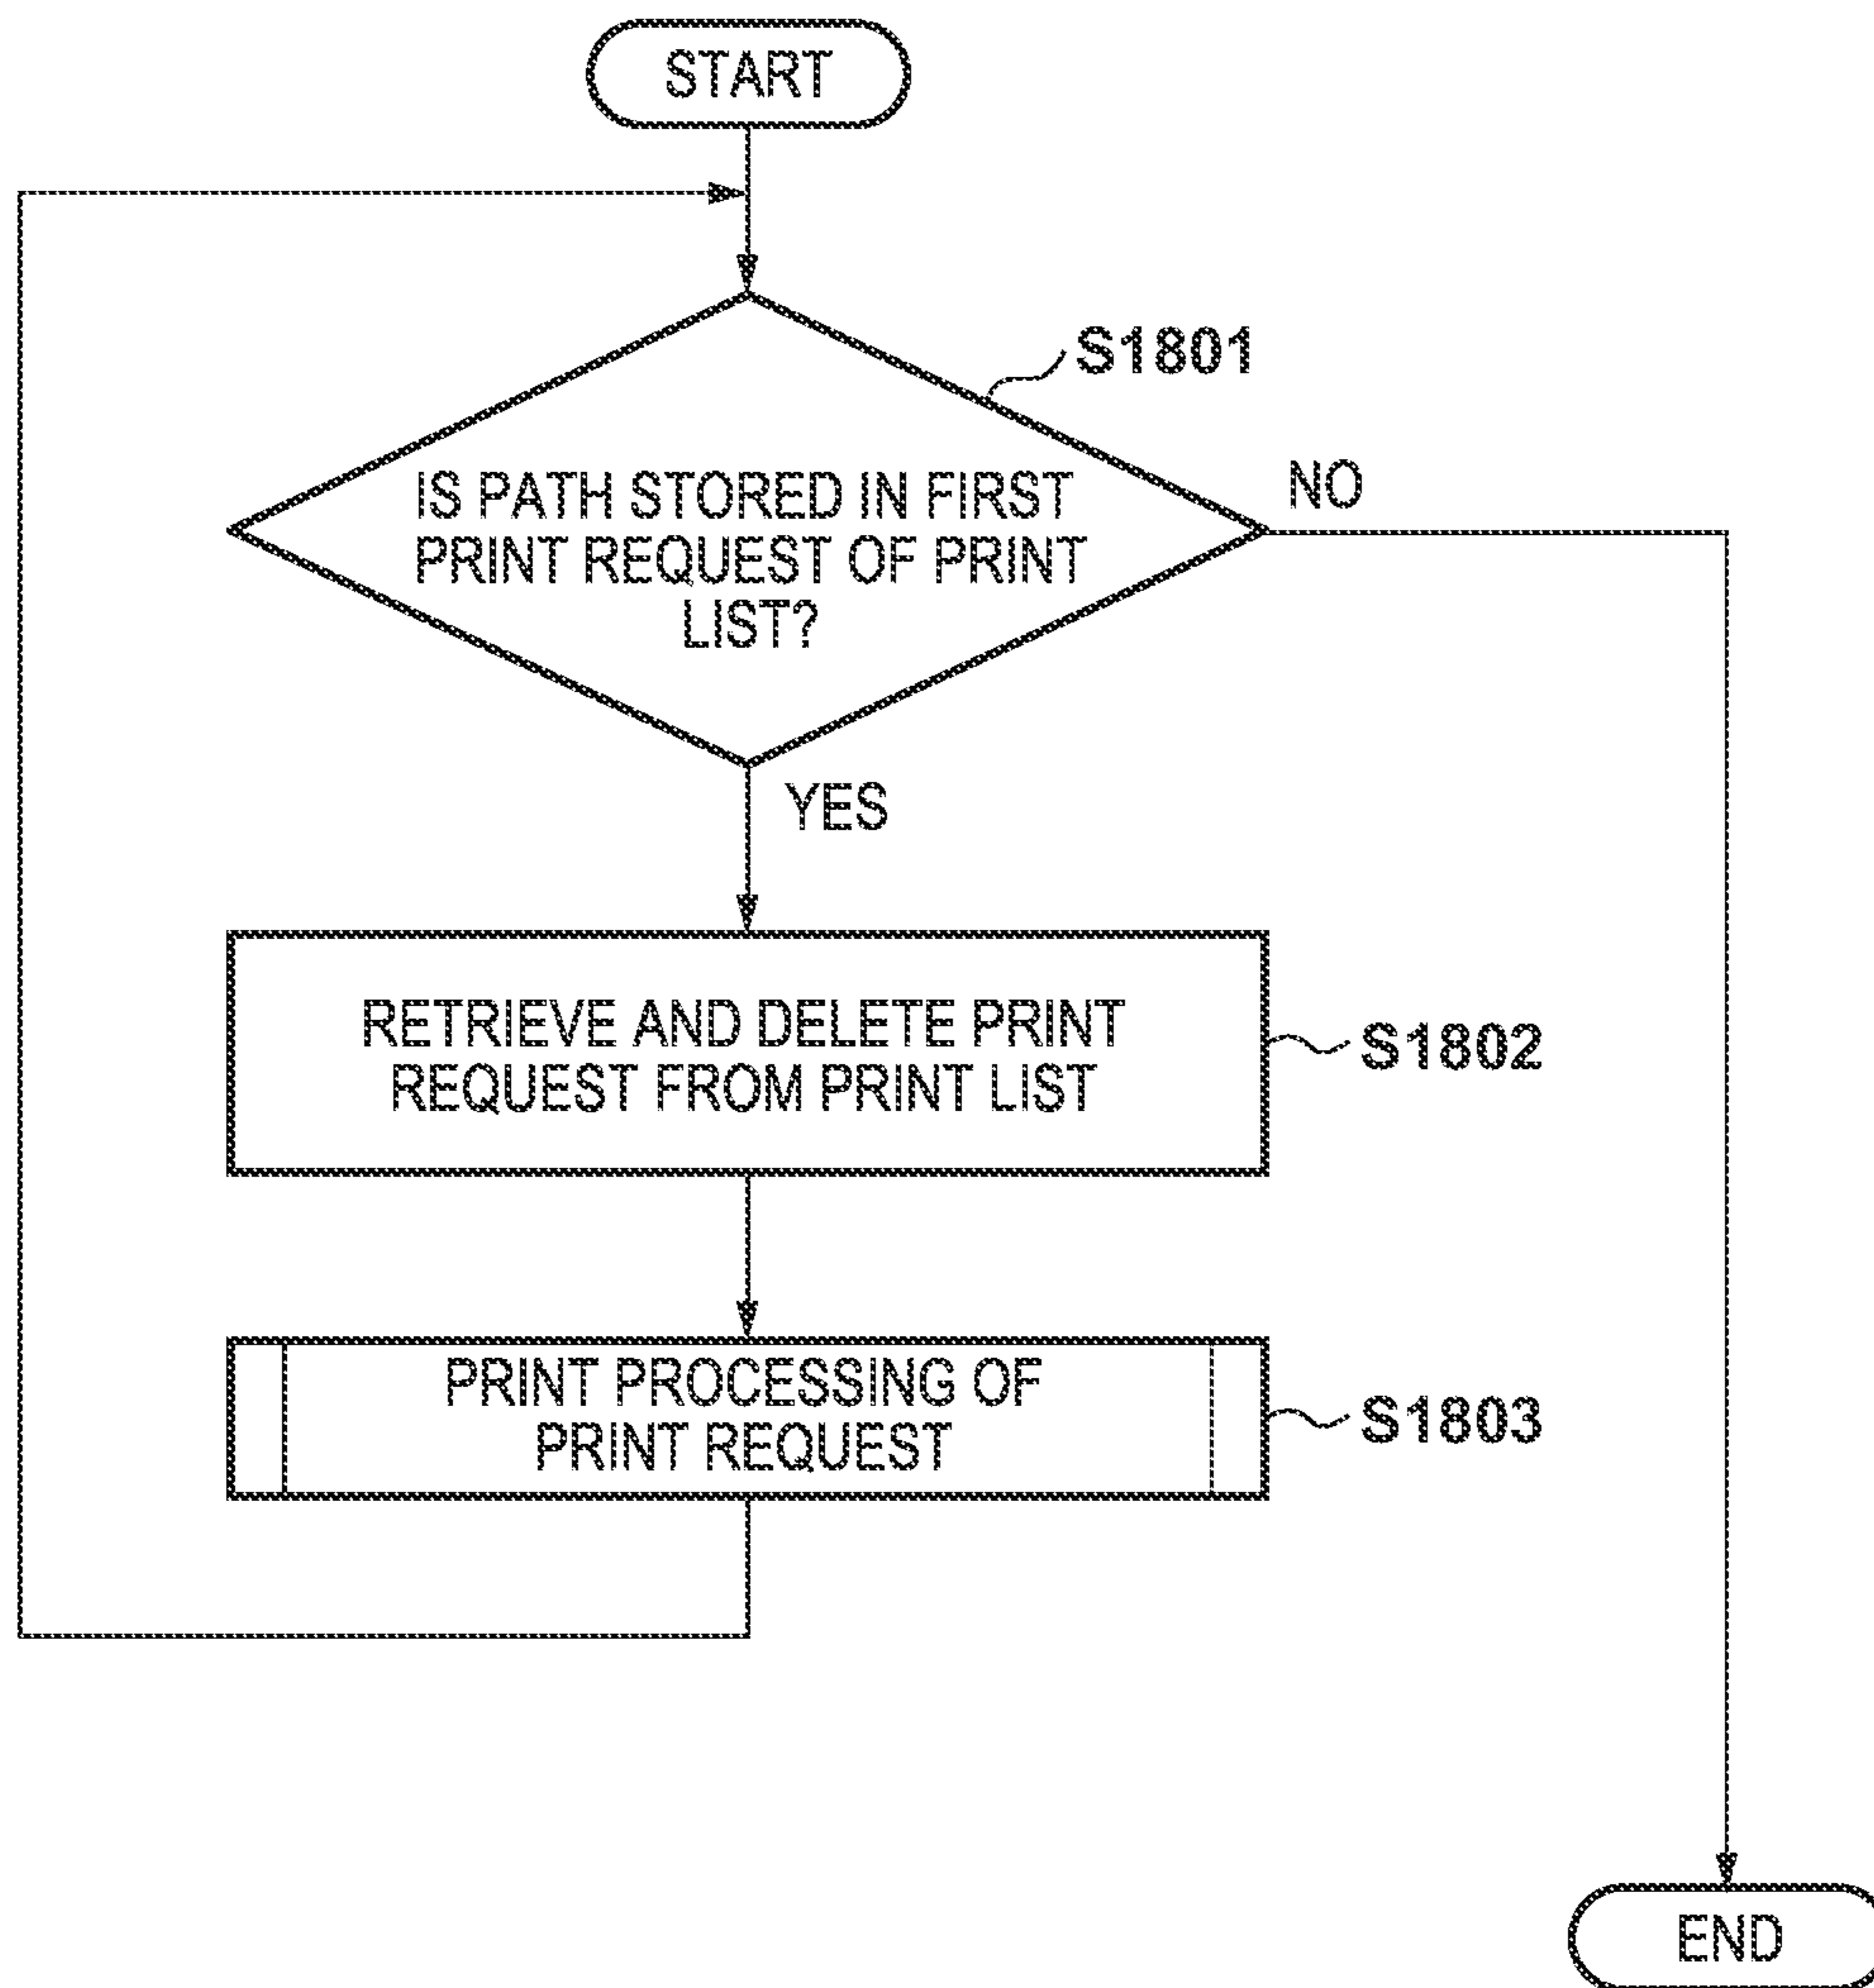 START
S1801
IS PATH STORED IN FIRST
PRINT REQUEST OF PRINT
LIST?
NO
YES
RETRIEVE AND DELETE PRINT
REQUEST FROM PRINT LIST
S1802
PRINT PROCESSING OF
PRINT REQUEST
S1803
END